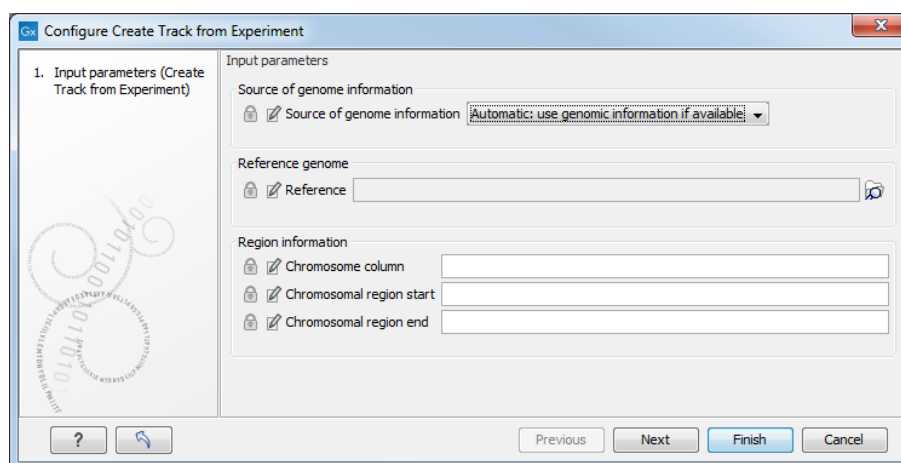 Gx Configure Create Track from Experiment
1. Input parameters (Create
Track from Experiment)
Input parameters
Source of genome information
Source of genome information Automatic: use genomic information if available
Reference genome
Reference
Region information
Chromosome column
Chromosomal region start
Chromosomal region end
? Previous Next Finish Cancel